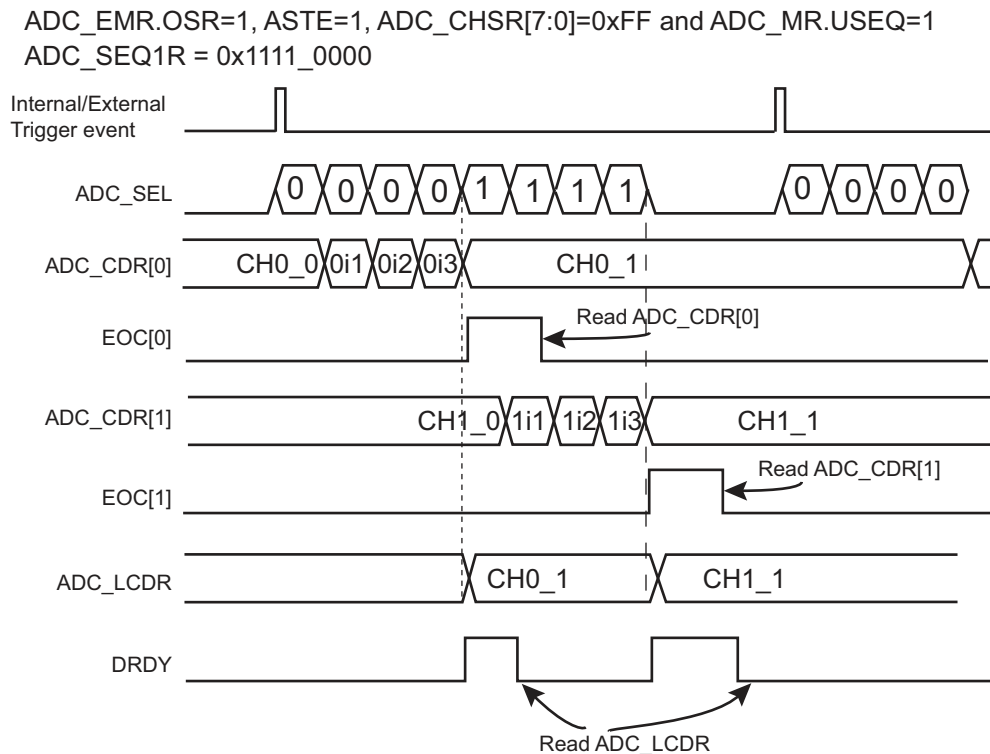 ADC_EMR.OSR=1, ASTE=1, ADC_CHSR[7:0]=0xFF and ADC_MR.USEQ=1
ADC_SEQ1R = 0x1111_0000
Internal/External
Trigger event
ADC_SEL 0 0 0 0 1 1 1 1 0 0 0 0
ADC_CDR[0] CH0_0 0i1 0i2 0i3 CH0_1
Read ADC_CDR[0]
EOC[0]
ADC_CDR[1] CH1_0 1i1 1i2 1i3 CH1_1
Read ADC_CDR[1]
EOC[1]
ADC_LCDR CH0_1 CH1_1
DRDY
Read ADC_LCDR